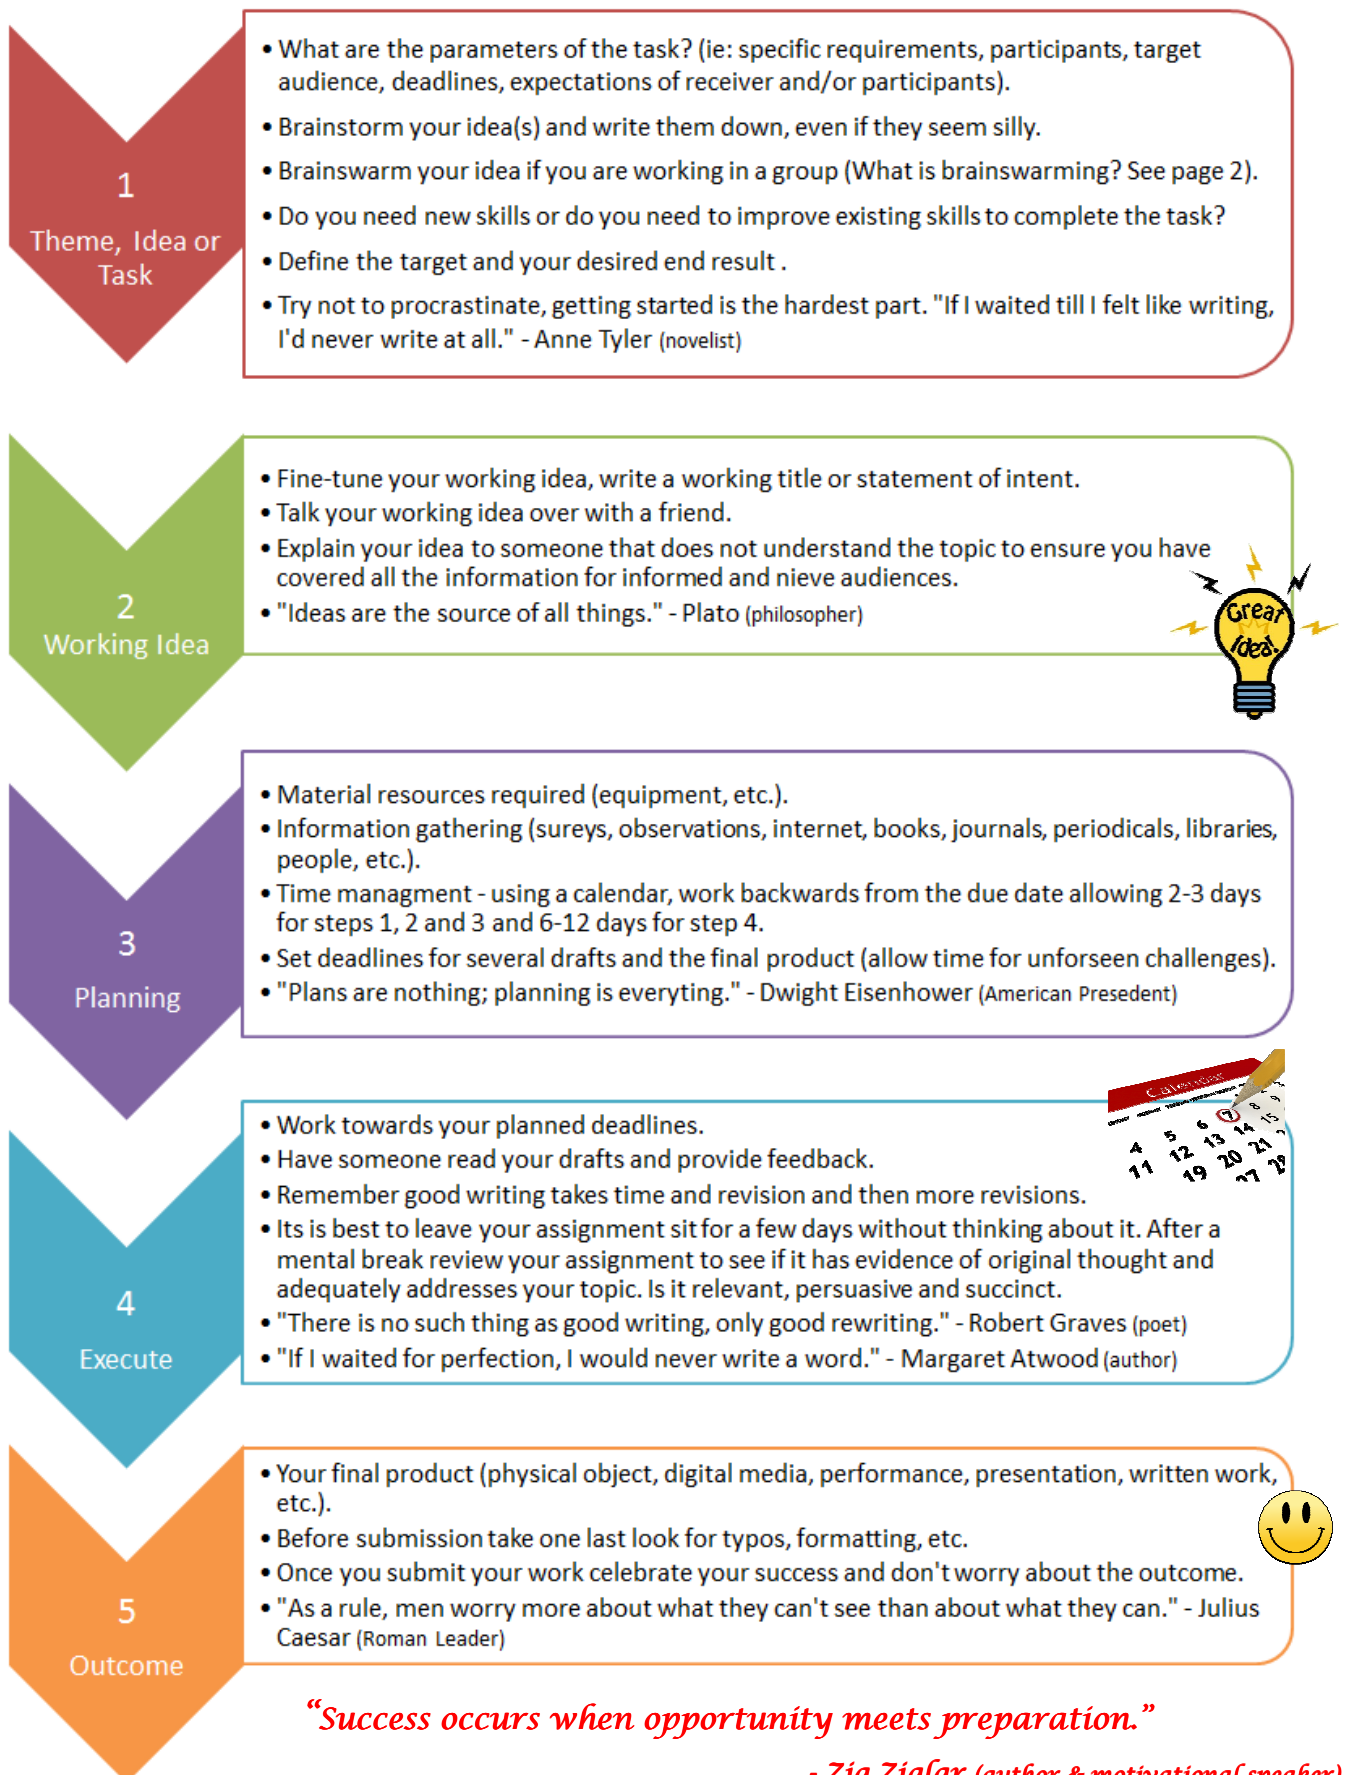 1
Theme, Idea or
Task
• What are the parameters of the task? (ie: specific requirements, participants, target
audience, deadlines, expectations of receiver and/or participants).
• Brainstorm your idea(s) and write them down, even if they seem silly.
• Brainswarm your idea if you are working in a group (What is brainswarming? See page 2).
• Do you need new skills or do you need to improve existing skills to complete the task?
• Define the target and your desired end result .
• Try not to procrastinate, getting started is the hardest part. "If I waited till I felt like writing,
I'd never write at all." - Anne Tyler (novelist)
2
Working Idea
• Fine-tune your working idea, write a working title or statement of intent.
• Talk your working idea over with a friend.
• Explain your idea to someone that does not understand the topic to ensure you have
covered all the information for informed and nieve audiences.
• "Ideas are the source of all things." - Plato (philosopher)
Great
Idea!
3
Planning
• Material resources required (equipment, etc.).
• Information gathering (sureys, observations, internet, books, journals, periodicals, libraries,
people, etc.).
• Time managment - using a calendar, work backwards from the due date allowing 2-3 days
for steps 1, 2 and 3 and 6-12 days for step 4.
• Set deadlines for several drafts and the final product (allow time for unforseen challenges).
• "Plans are nothing; planning is everyting." - Dwight Eisenhower (American Presedent)
Calendar
6 7 8 9
4 5 12 13 14 15
11 19 20 21
4
Execute
• Work towards your planned deadlines.
• Have someone read your drafts and provide feedback.
• Remember good writing takes time and revision and then more revisions.
• Its is best to leave your assignment sit for a few days without thinking about it. After a
mental break review your assignment to see if it has evidence of original thought and
adequately addresses your topic. Is it relevant, persuasive and succinct.
• "There is no such thing as good writing, only good rewriting." - Robert Graves (poet)
• "If I waited for perfection, I would never write a word." - Margaret Atwood (author)
5
Outcome
• Your final product (physical object, digital media, performance, presentation, written work,
etc.).
• Before submission take one last look for typos, formatting, etc.
• Once you submit your work celebrate your success and don't worry about the outcome.
• "As a rule, men worry more about what they can't see than about what they can." - Julius
Caesar (Roman Leader)
“Success occurs when opportunity meets preparation.”
- Zig Ziglar (author & motivational speaker)